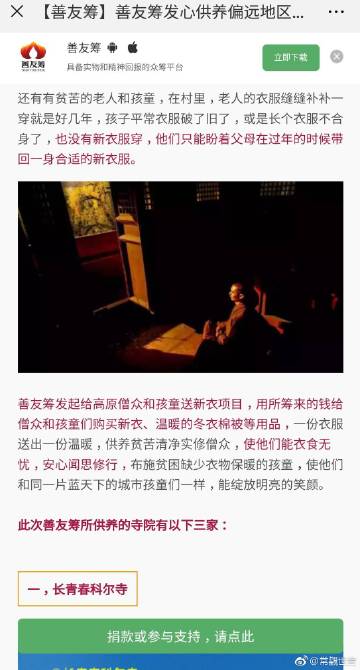 【善友筹】善友筹发心供养偏远地区...
善友筹
具备实物和精神回报的众筹平台
立即下载
善友筹
还有有贫苦的老人和孩童，在村里，老人的衣服缝缝补补一
穿就是好几年，孩子平常衣服破了旧了，或是长个衣服不合
身了，也没有新衣服穿，他们只能盼着父母在过年的时候带
回一身合适的新衣服。
善友筹发起给高原僧众和孩童送新衣项目，用所筹来的钱给
僧众和孩童们购买新衣、温暖的冬衣棉被等用品，一份衣服
送出一份温暖，供养贫苦清净实修僧众，使他们能衣食无
忧，安心闻思修行，布施贫困缺少衣物保暖的孩童，使他们
和同一片蓝天下的城市孩童们一样，能绽放明亮的笑颜。
此次善友筹所供养的寺院有以下三家：
一，长青春科尔寺
捐款或参与支持，请点此